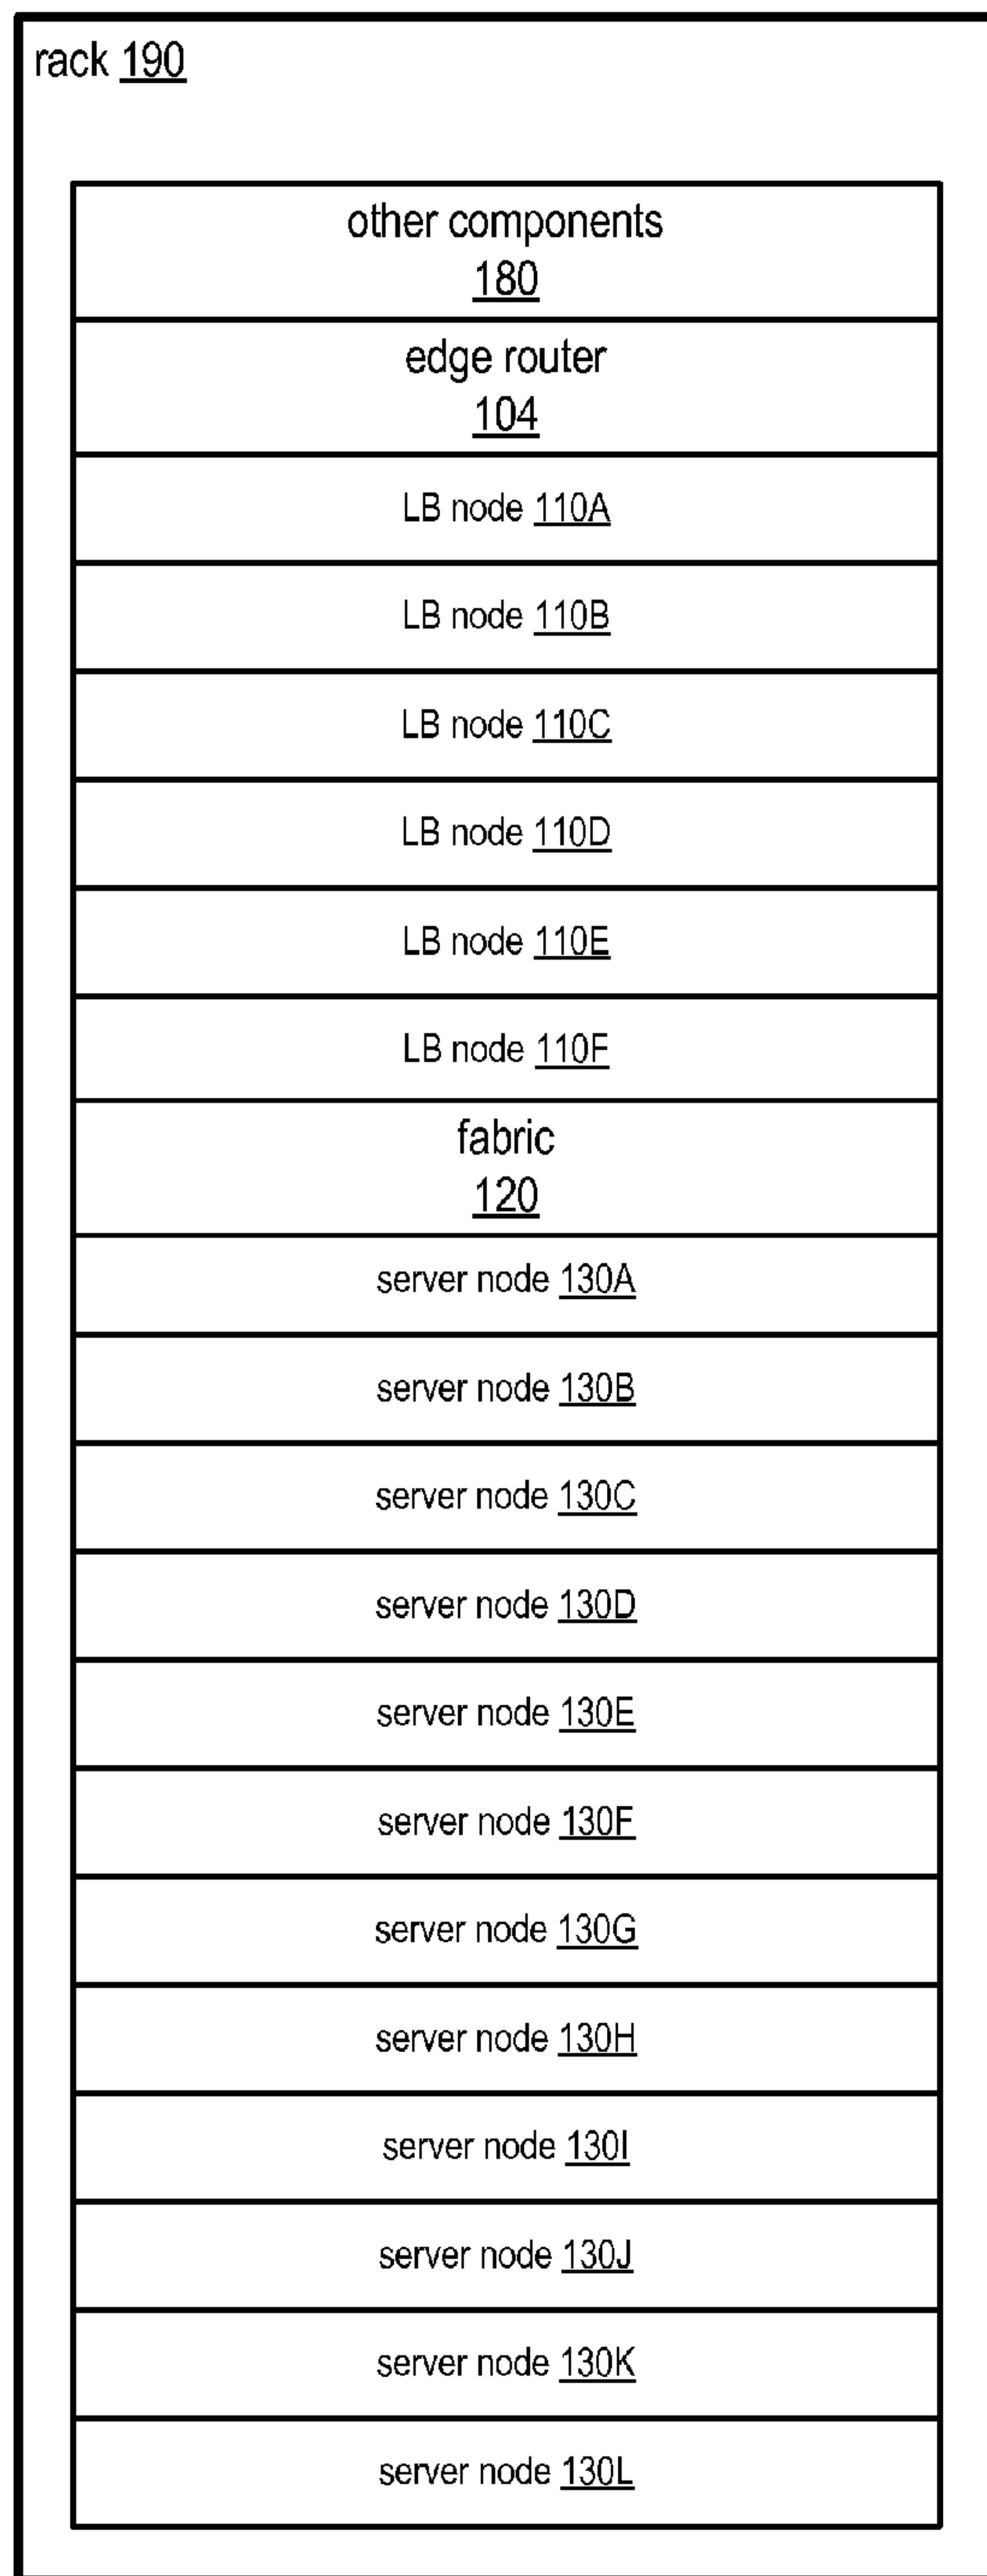 rack 190
other components
180
edge router
104
LB node 110A
LB node 110B
LB node 110C
LB node 110D
LB node 110E
LB node 110F
fabric
120
server node 130A
server node 130B
server node 130C
server node 130D
server node 130E
server node 130F
server node 130G
server node 130H
server node 130I
server node 130J
server node 130K
server node 130L